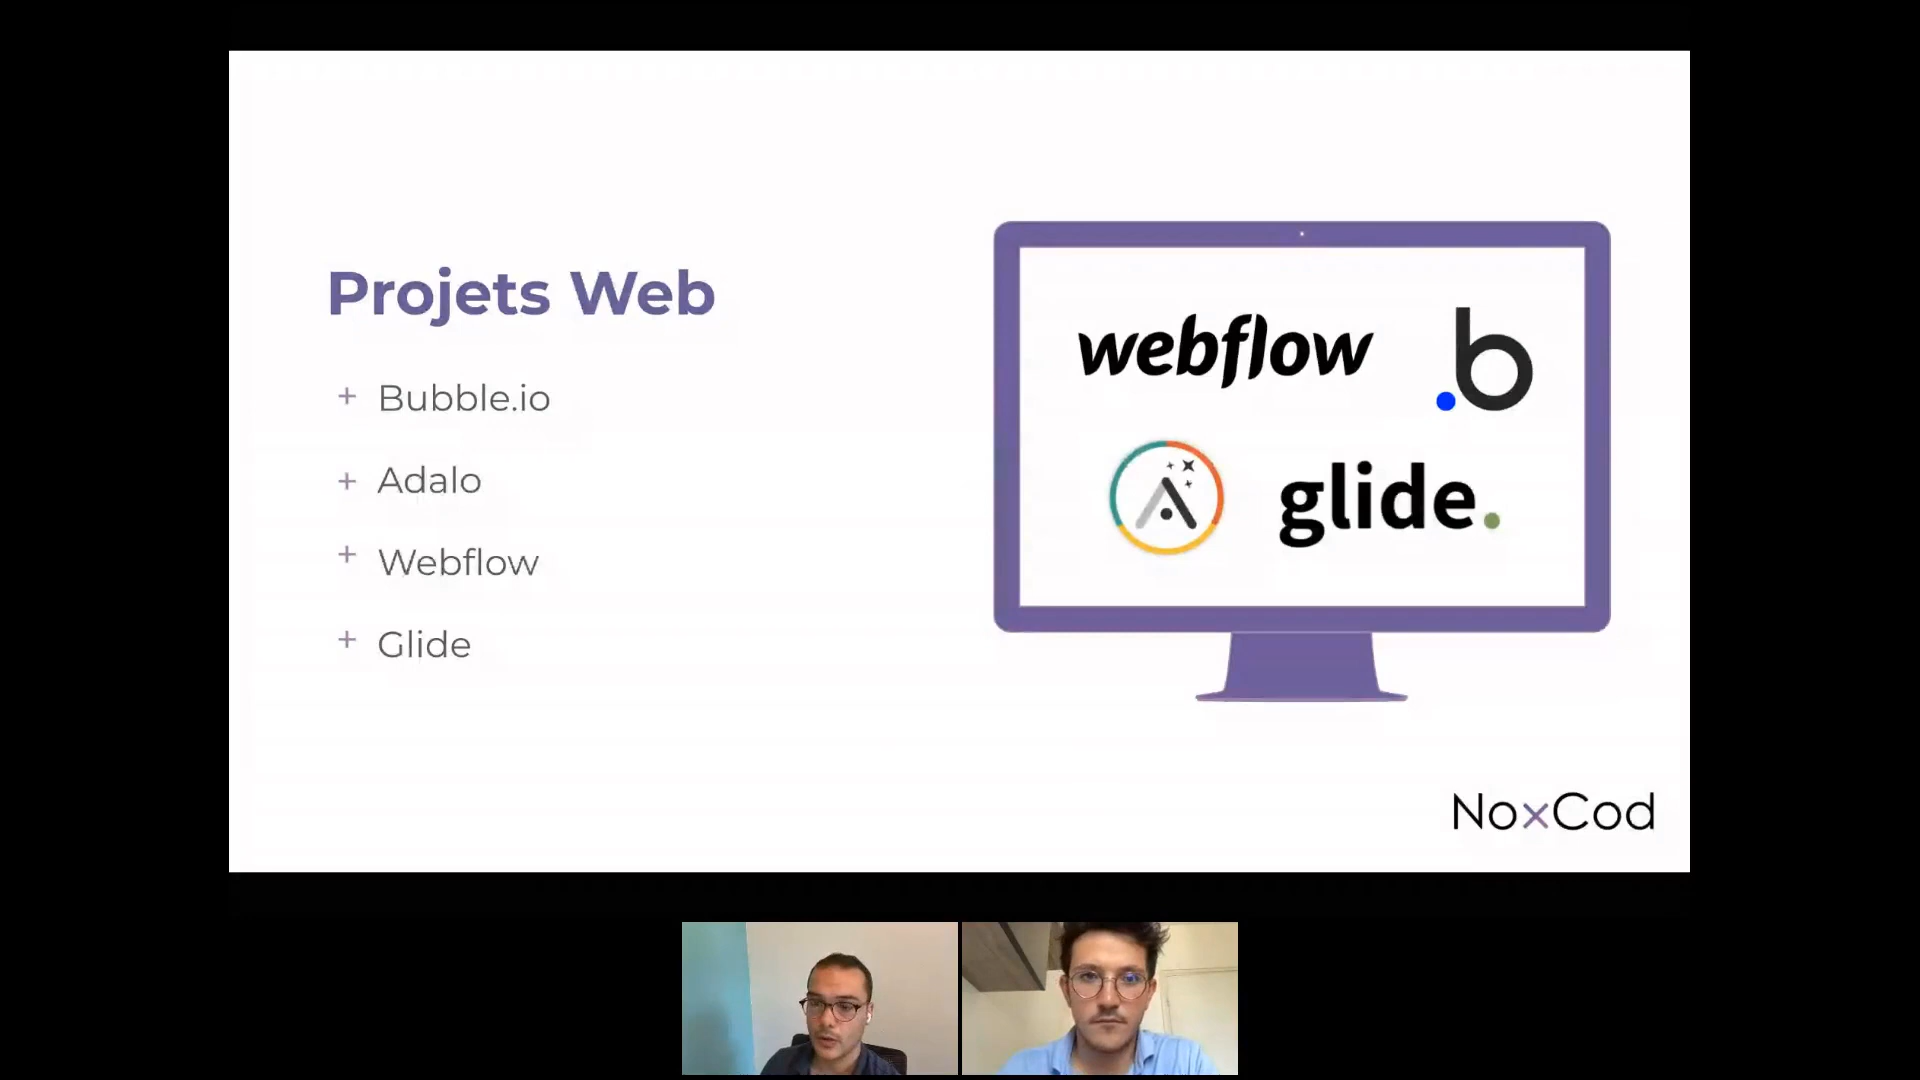 Projets Web
+ Bubble.io
+ Adalo
+ Webflow
+ Glide
webflow
.b
glide.
NoxCod